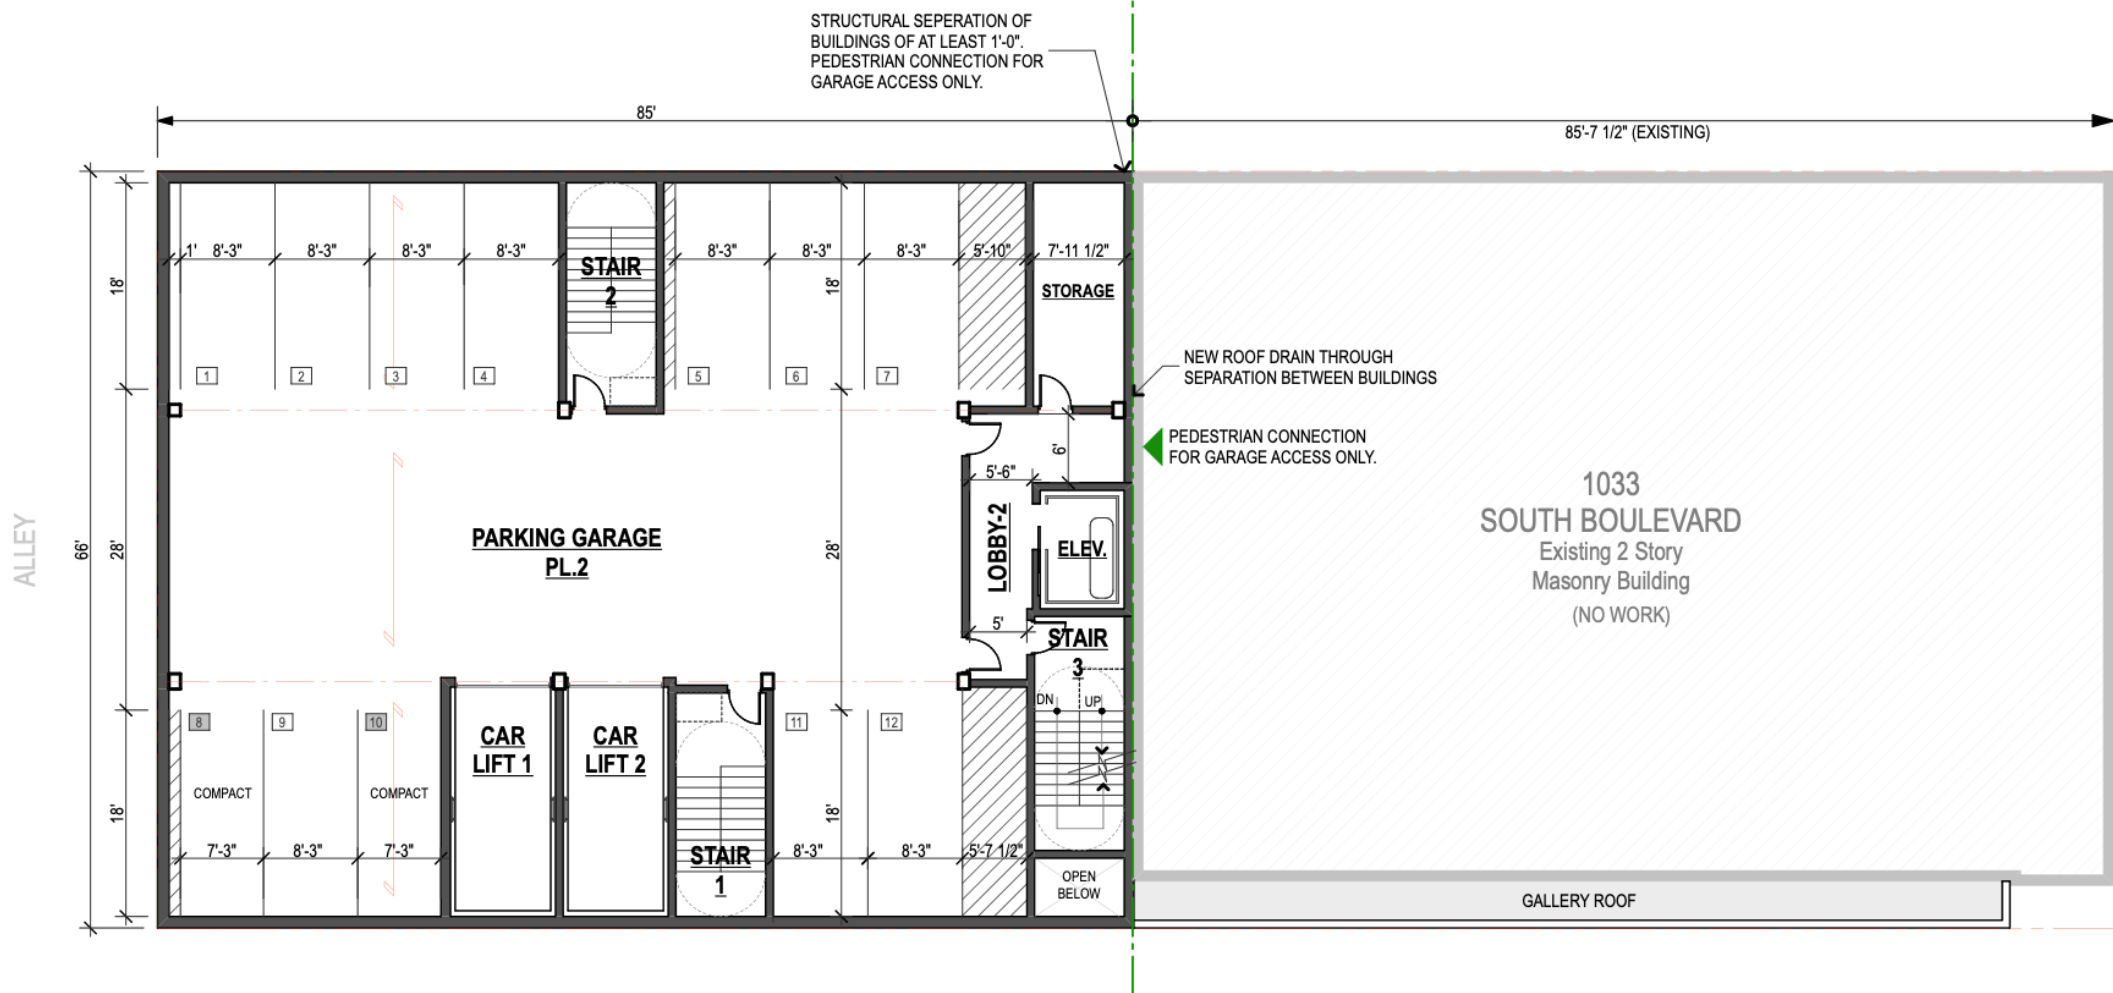 STRUCTURAL SEPERATION OF
BUILDINGS OF AT LEAST 1'-0".
PEDESTRIAN CONNECTION FOR
GARAGE ACCESS ONLY.
85'
85'-7 1/2" (EXISTING)
1'
8'-3"
8'-3"
8'-3"
8'-3"
8'-3"
8'-3"
8'-3"
5'-10"
7'-11 1/2"
STAIR
2
18'
18'
STORAGE
1
2
3
4
5
6
7
NEW ROOF DRAIN THROUGH
SEPARATION BETWEEN BUILDINGS
PEDESTRIAN CONNECTION
FOR GARAGE ACCESS ONLY.
6'
5'-6"
ALLEY
66'
28'
PARKING GARAGE
PL.2
28'
LOBBY-2
ELEV.
1033
SOUTH BOULEVARD
Existing 2 Story
Masonry Building
(NO WORK)
5'
STAIR
3
DN
UP
8
9
10
11
12
CAR
LIFT 1
CAR
LIFT 2
COMPACT
COMPACT
18'
18'
7'-3"
8'-3"
7'-3"
STAIR
1
8'-3"
8'-3"
5'-7 1/2"
OPEN
BELOW
GALLERY ROOF